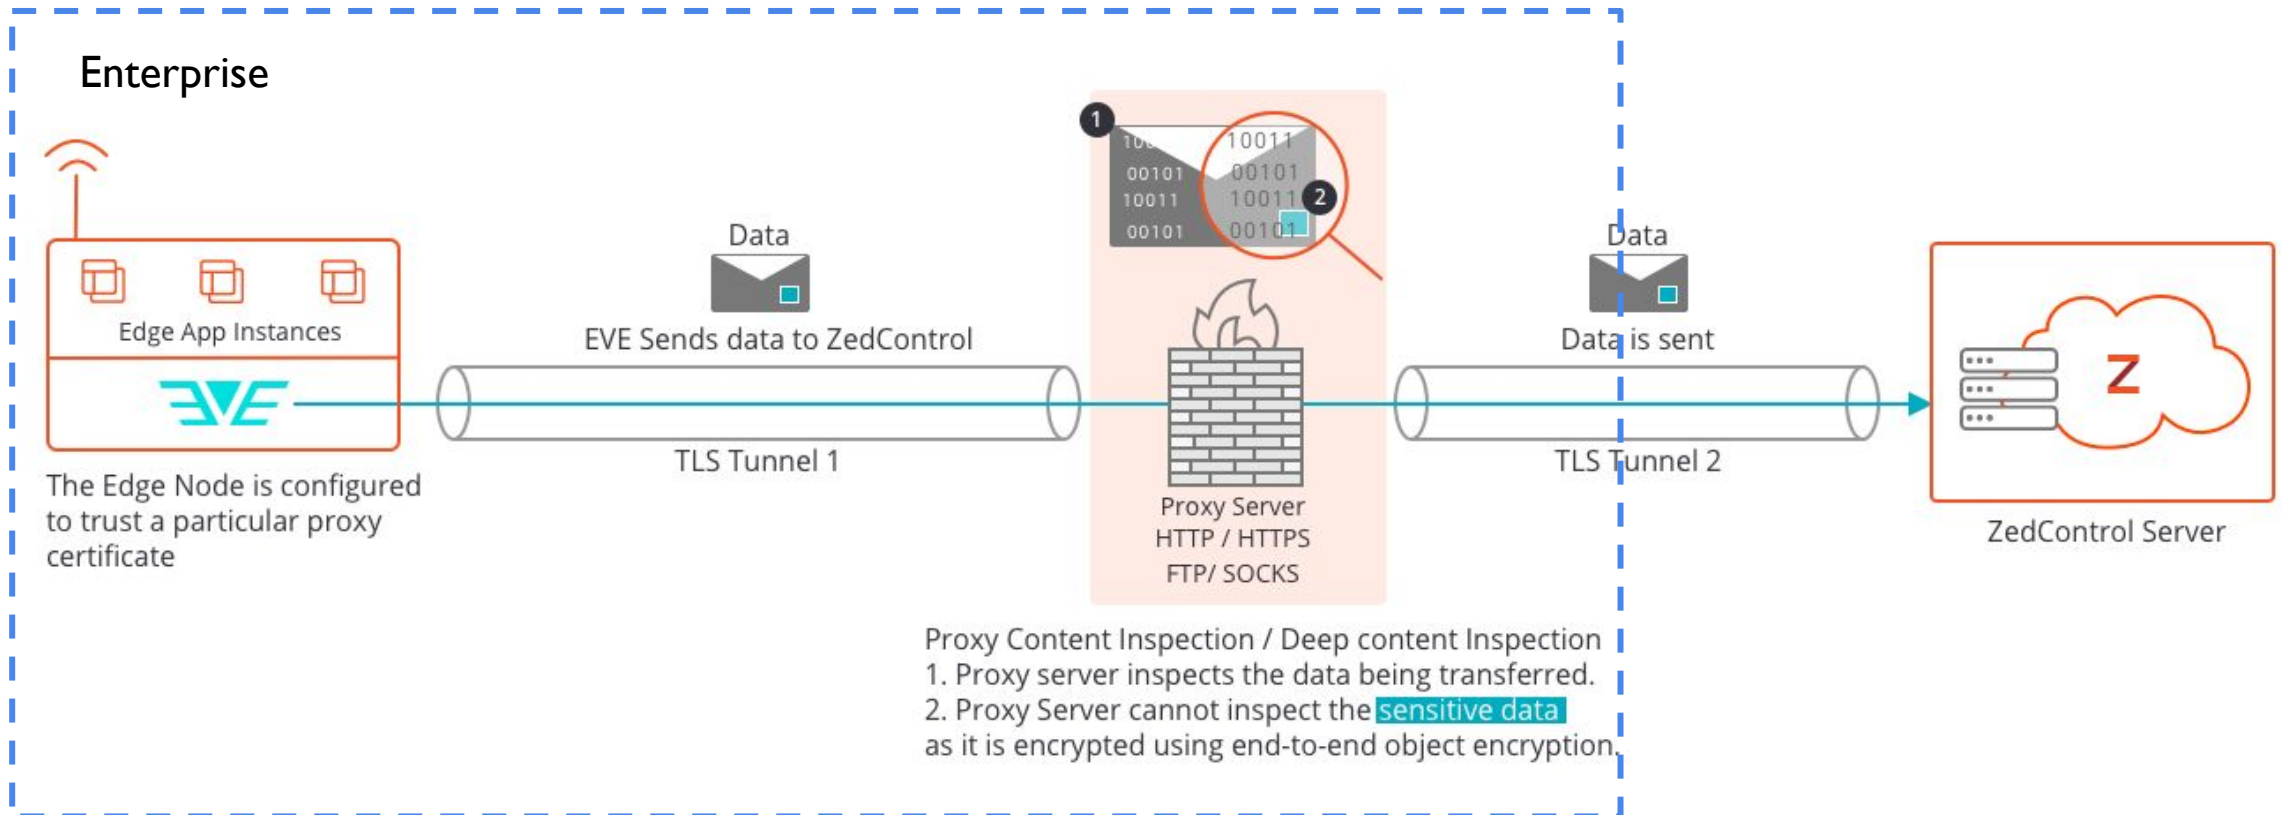 Enterprise
1
10011
10011
00101
00101
10011
10011
2
00101
00101
Data
Data
Edge App Instances
EVE Sends data to ZedControl
Data is sent
EVE
Z
TLS Tunnel 1
TLS Tunnel 2
The Edge Node is configured
to trust a particular proxy
certificate
Proxy Server
HTTP / HTTPS
FTP/ SOCKS
ZedControl Server
Proxy Content Inspection / Deep content Inspection
1. Proxy server inspects the data being transferred.
2. Proxy Server cannot inspect the sensitive data
as it is encrypted using end-to-end object encryption.